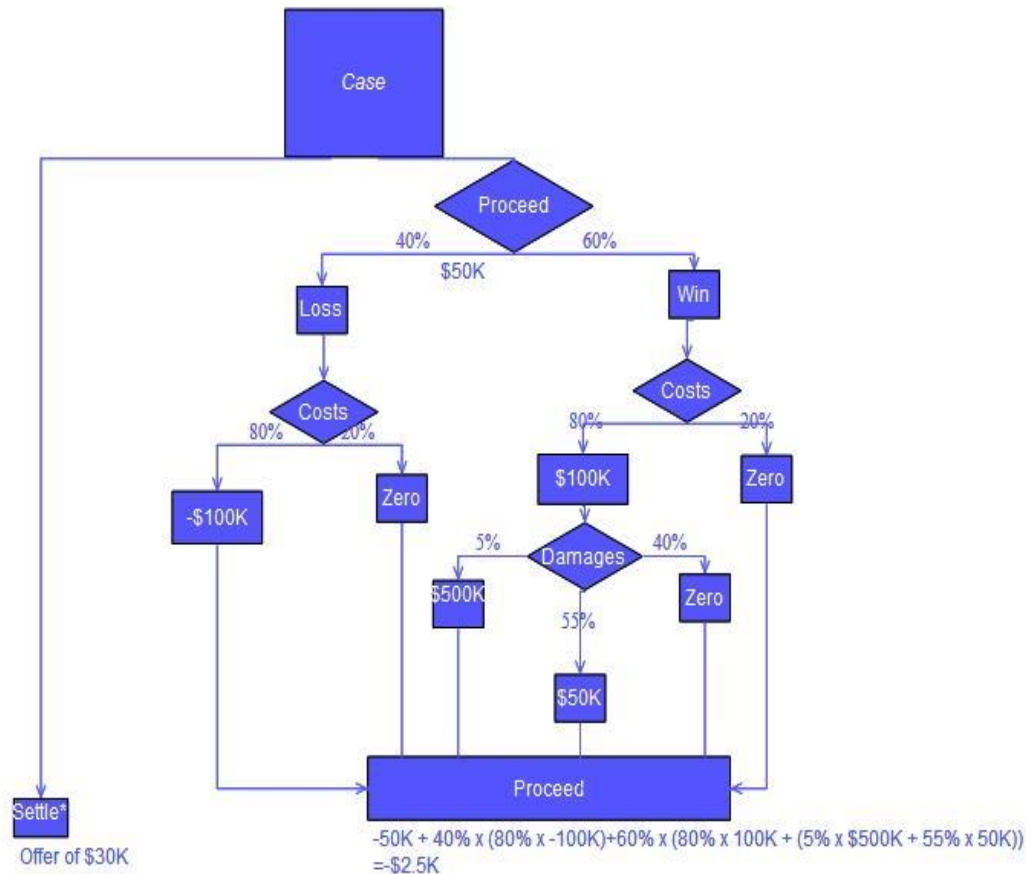 Case
Proceed
40%
60%
$50K
Loss
Win
Costs
Costs
80%
20%
80%
20%
-$100K
Zero
$100K
Zero
5%
Damages
40%
$500K
Zero
55%
$50K
Proceed
Settle*
Offer of $30K
-50K + 40% x (80% x -100K)+60% x (80% x 100K + (5% x $500K + 55% x 50K))
=-$2.5K